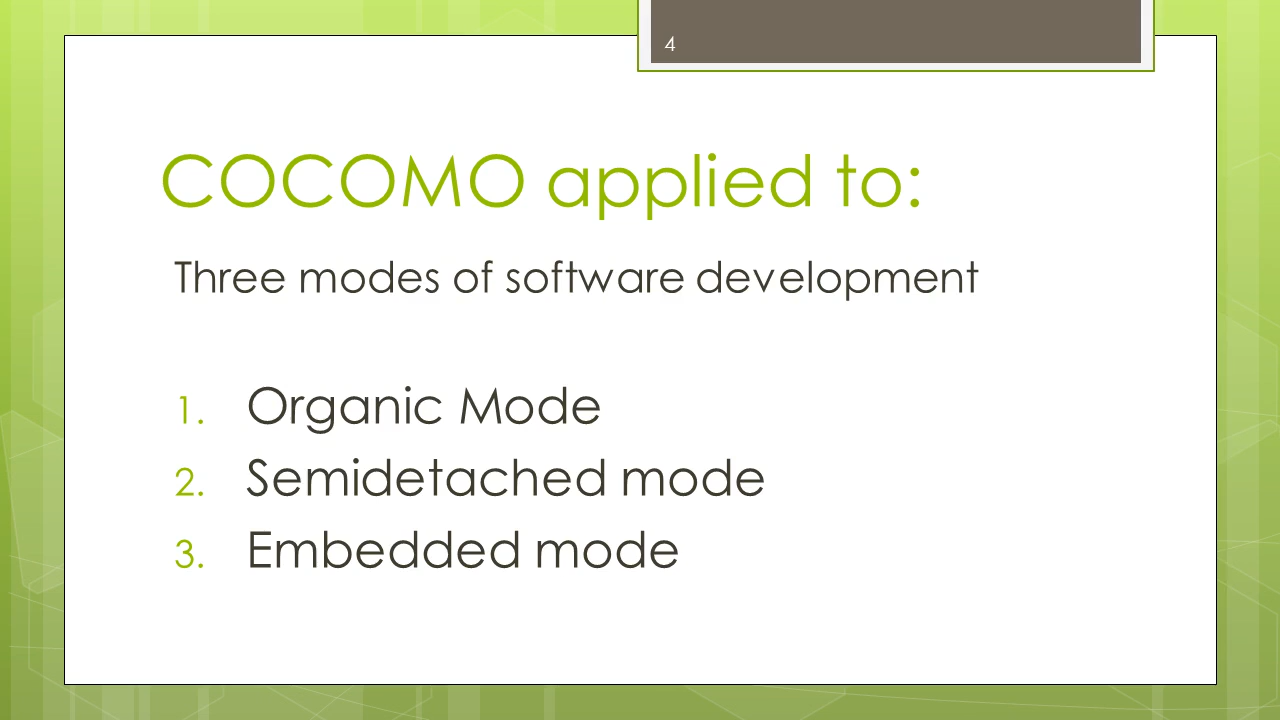 4
COCOMO applied to:
Three modes of software development
1. Organic Mode
2. Semidetached mode
3. Embedded mode